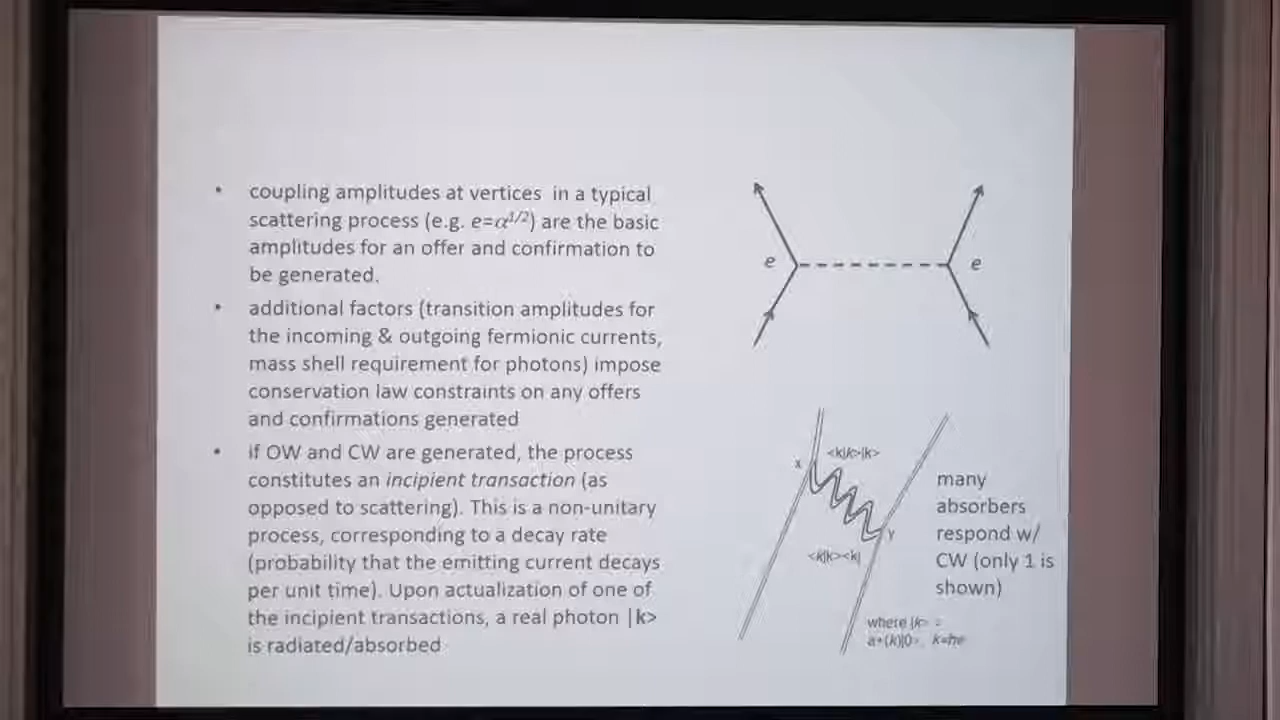 • coupling amplitudes at vertices in a typical
scattering process (e.g. e=α^1/2) are the basic
amplitudes for an offer and confirmation to
be generated.
• additional factors (transition amplitudes for
the incoming & outgoing fermionic currents,
mass shell requirement for photons) impose
conservation law constraints on any offers
and confirmations generated
• if OW and CW are generated, the process
constitutes an incipient transaction (as
opposed to scattering). This is a non-unitary
process, corresponding to a decay rate
(probability that the emitting current decays
per unit time). Upon actualization of one of
the incipient transactions, a real photon |k>
is radiated/absorbed
e
e
<k|k>|k>
x
Y
<k|k><k|
many
absorbers
respond w/
CW (only 1 is
shown)
where |k> =
a+(k)|0>,